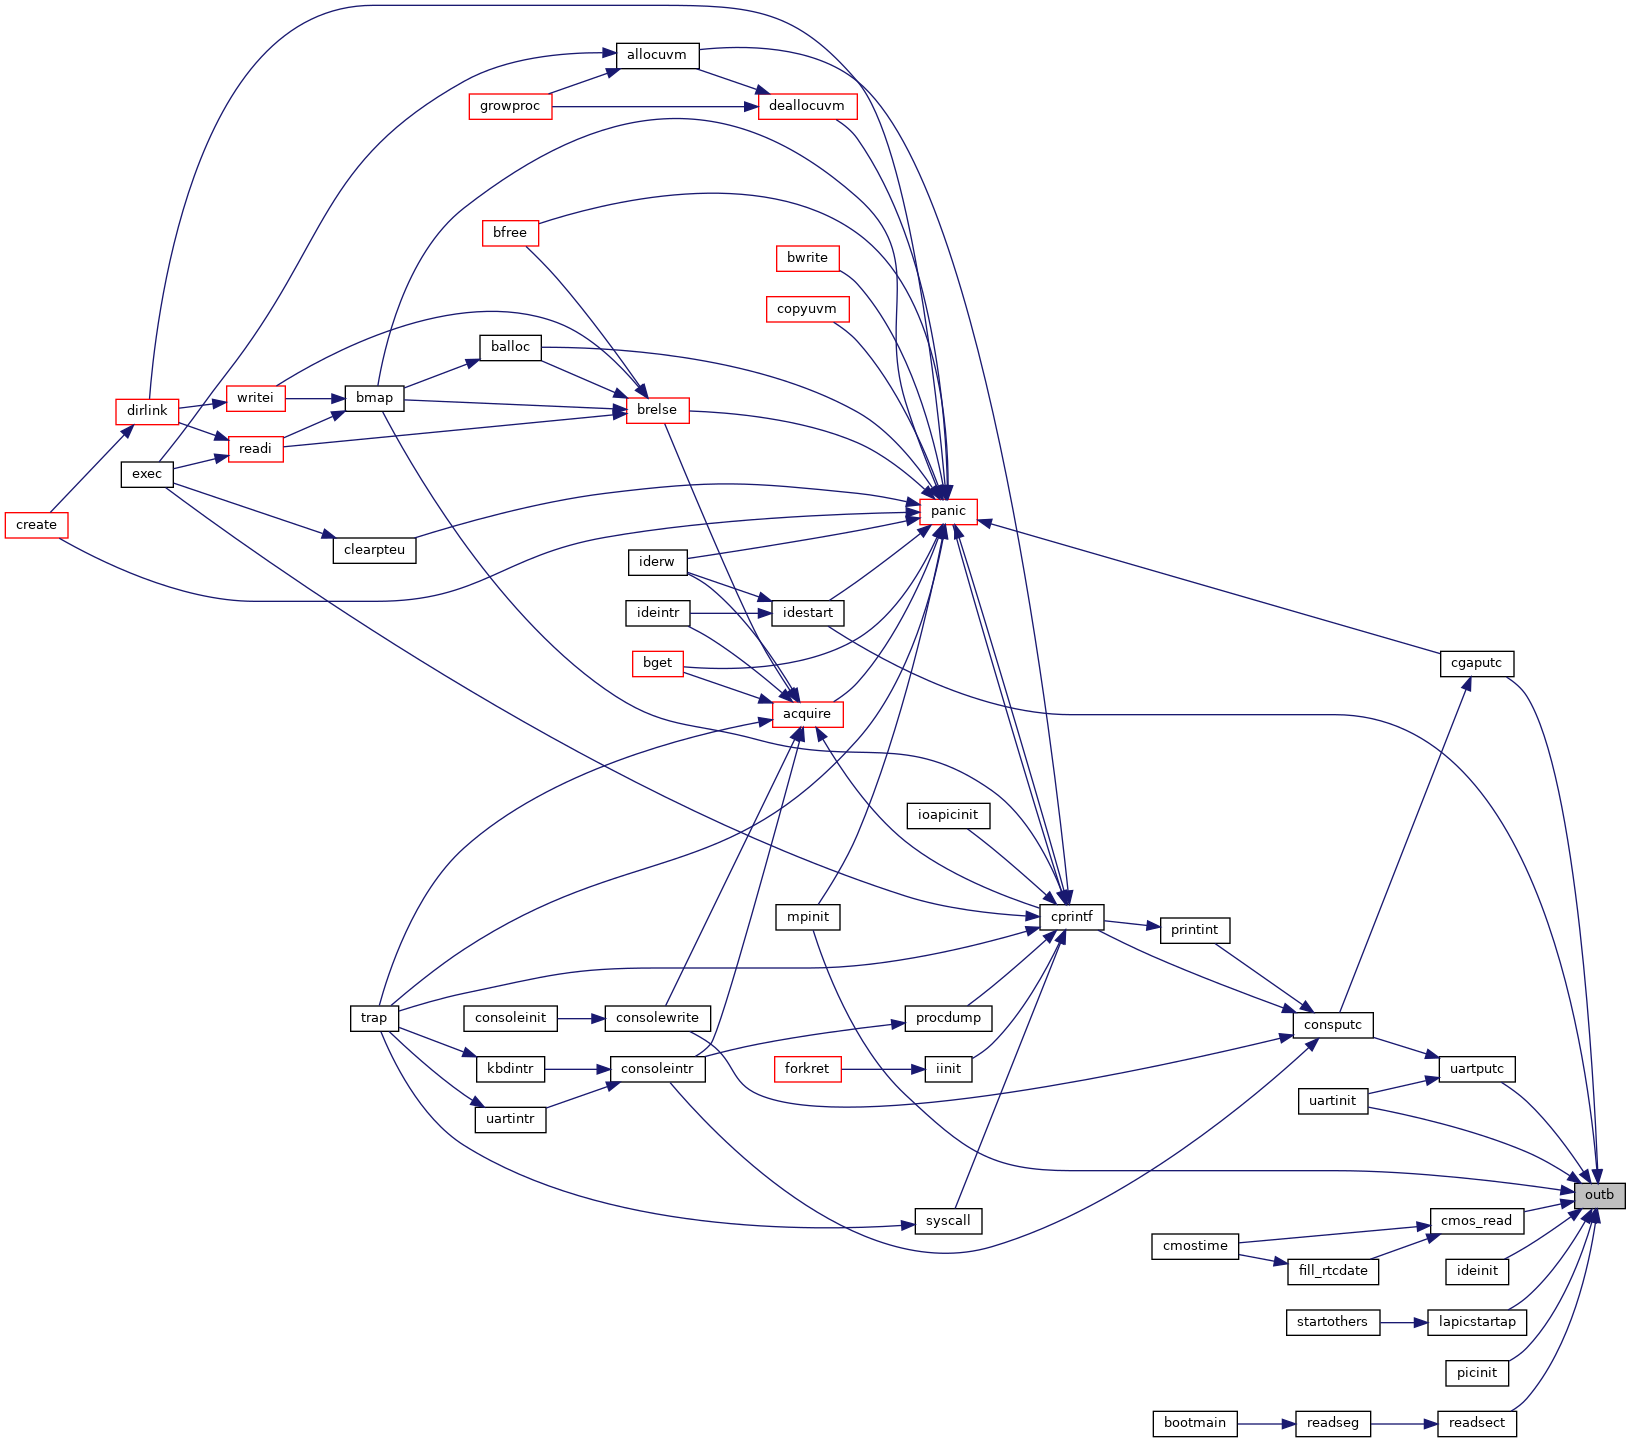 allocuvm
growproc
deallocuvm
bfree
bwrite
copyuvm
balloc
writei
bmap
dirlink
brelse
readi
exec
panic
create
clearpteu
iderw
ideintr
idestart
bget
cgaputc
acquire
ioapicinit
mpinit
cprintf
printint
trap
consoleinit
consolewrite
procdump
consputc
kbdintr
consoleintr
forkret
iinit
uartputc
uartinit
uartintr
outb
syscall
cmos_read
cmostime
fill_rtcdate
ideinit
startothers
lapicstartap
picinit
bootmain
readseg
readsect